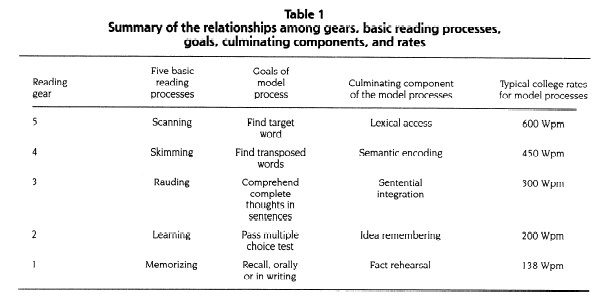 Table 1
Summary of the relationships among gears, basic reading processes,
goals, culminating components, and rates
Reading gear
Five basic reading processes
Goals of model process
Culminating component of the model processes
Typical college rates for model processes
5 Scanning Find target word Lexical access 600 Wpm
4 Skimming Find transposed words Semantic encoding 450 Wpm
3 Rauding Comprehend complete thoughts in sentences Sentential integration 300 Wpm
2 Learning Pass multiple choice test Idea remembering 200 Wpm
1 Memorizing Recall, orally or in writing Fact rehearsal 138 Wpm